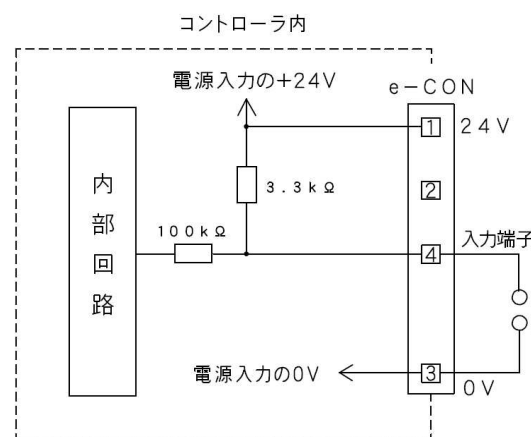 コントローラ内
電源入力の+24V
e-CON
1
24V
内部回路
3.3kΩ
2
100kΩ
4
入力端子
電源入力の0V
3
0V